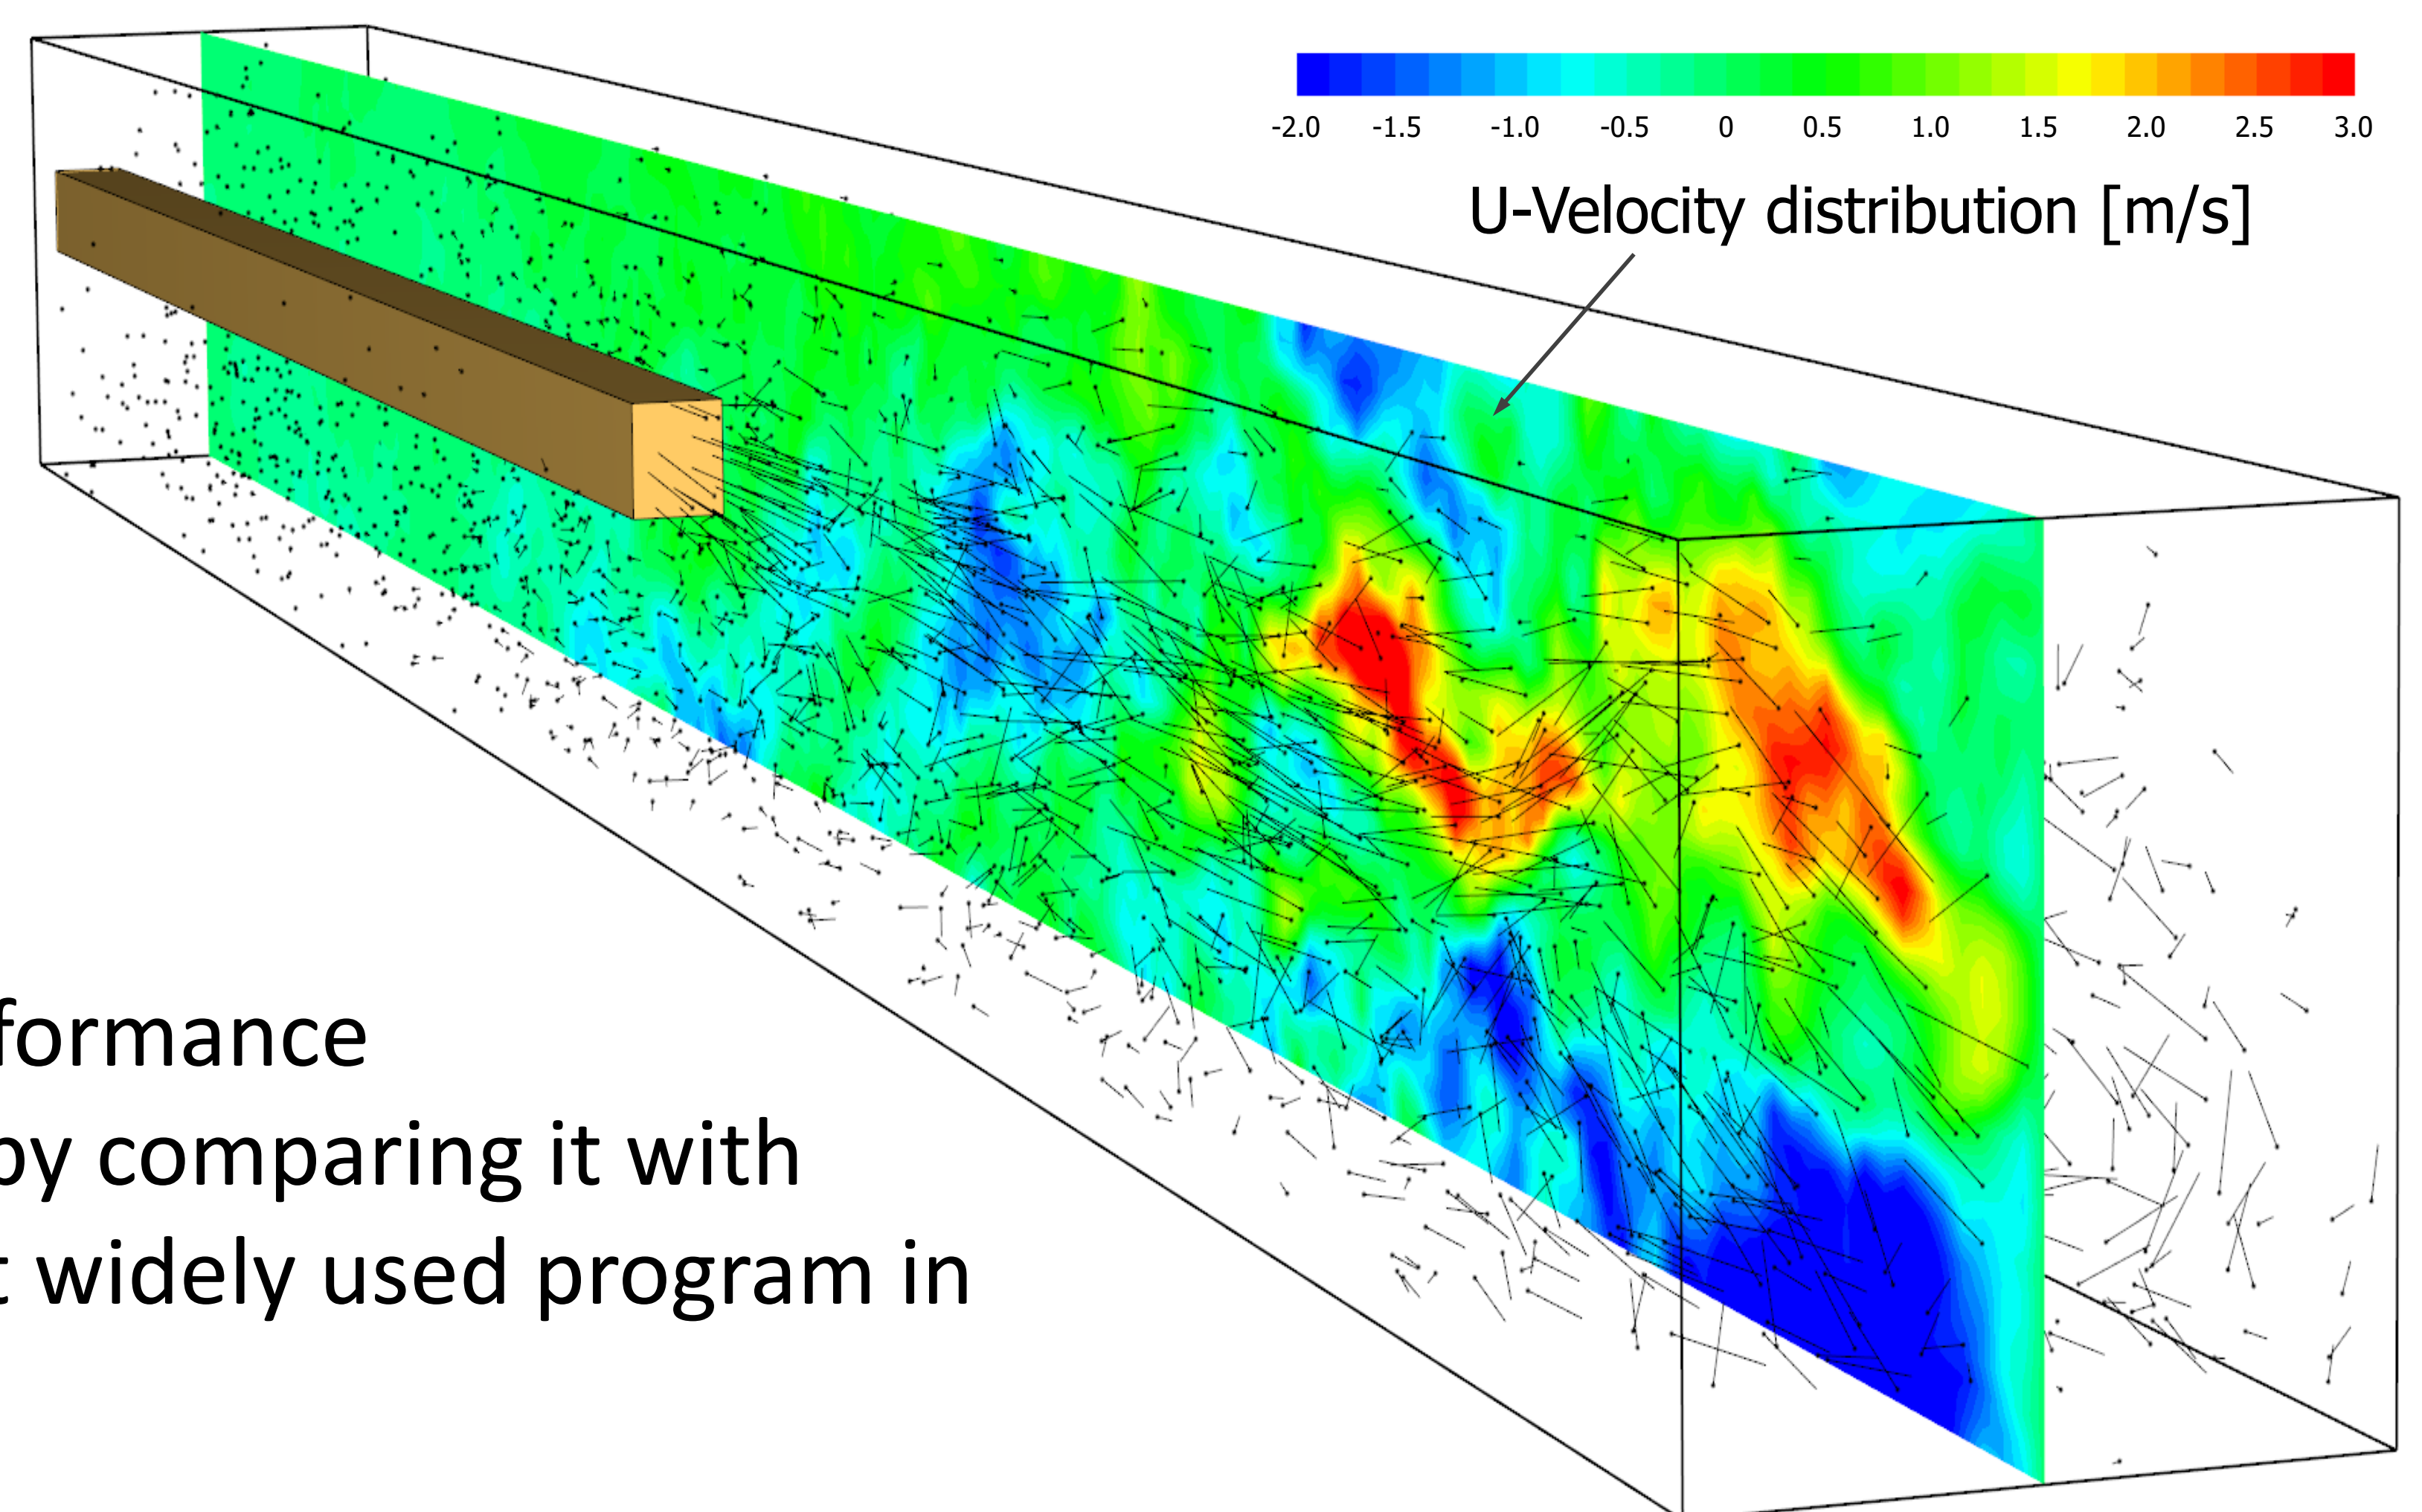 -2.0 -1.5 -1.0 -0.5 0 0.5 1.0 1.5 2.0 2.5 3.0
U-Velocity distribution [m/s]
formance
by comparing it with
widely used program in